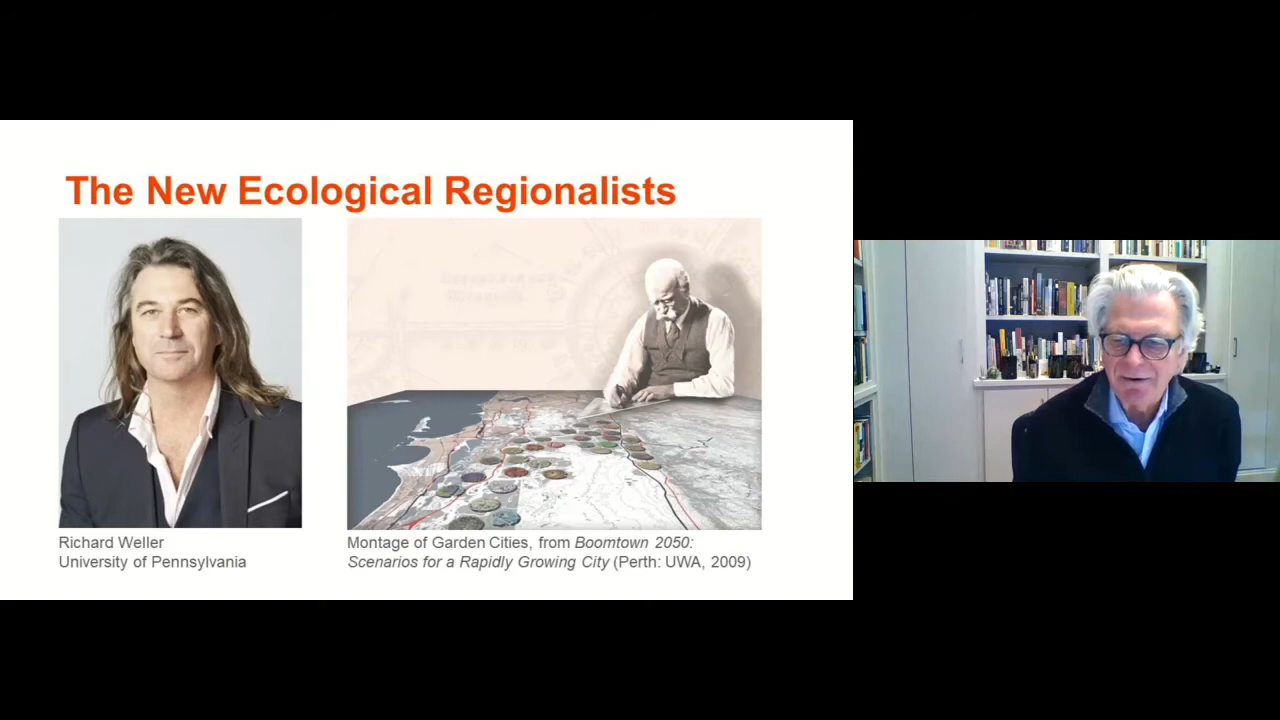 The New Ecological Regionalists
Richard Weller
University of Pennsylvania
Montage of Garden Cities, from Boomtown 2050:
Scenarios for a Rapidly Growing City (Perth: UWA, 2009)